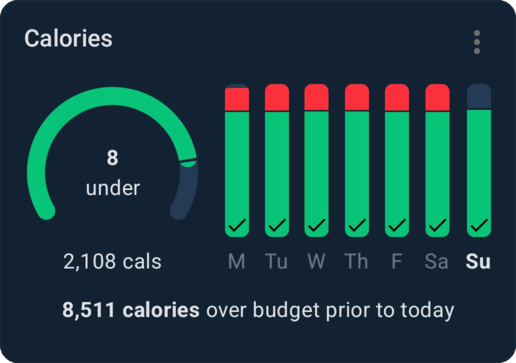 Calories
8
under
2,108 cals
M Tu W Th F Sa Su
8,511 calories over budget prior to today